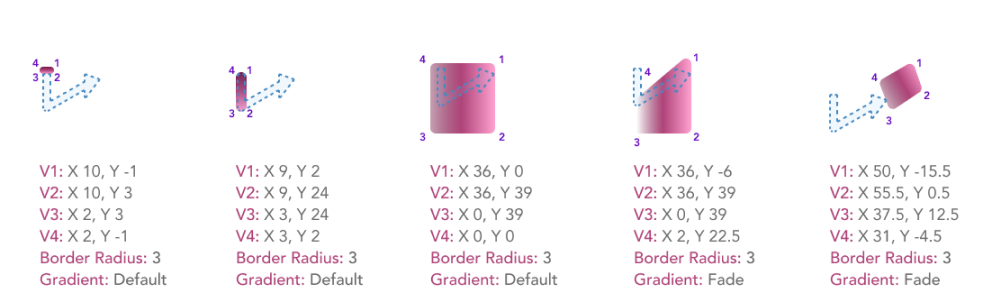 4 1
3 2
V1: X 10, Y -1
V2: X 10, Y 3
V3: X 2, Y 3
V4: X 2, Y -1
Border Radius: 3
Gradient: Default
4 1
3 2
V1: X 9, Y 2
V2: X 9, Y 24
V3: X 3, Y 24
V4: X 3, Y 2
Border Radius: 3
Gradient: Default
4 1
3 2
V1: X 36, Y 0
V2: X 36, Y 39
V3: X 0, Y 39
V4: X 0, Y 0
Border Radius: 3
Gradient: Default
1
4
3 2
V1: X 36, Y -6
V2: X 36, Y 39
V3: X 0, Y 39
V4: X 2, Y 22.5
Border Radius: 3
Gradient: Fade
1
4
2
3
V1: X 50, Y -15.5
V2: X 55.5, Y 0.5
V3: X 37.5, Y 12.5
V4: X 31, Y -4.5
Border Radius: 3
Gradient: Fade